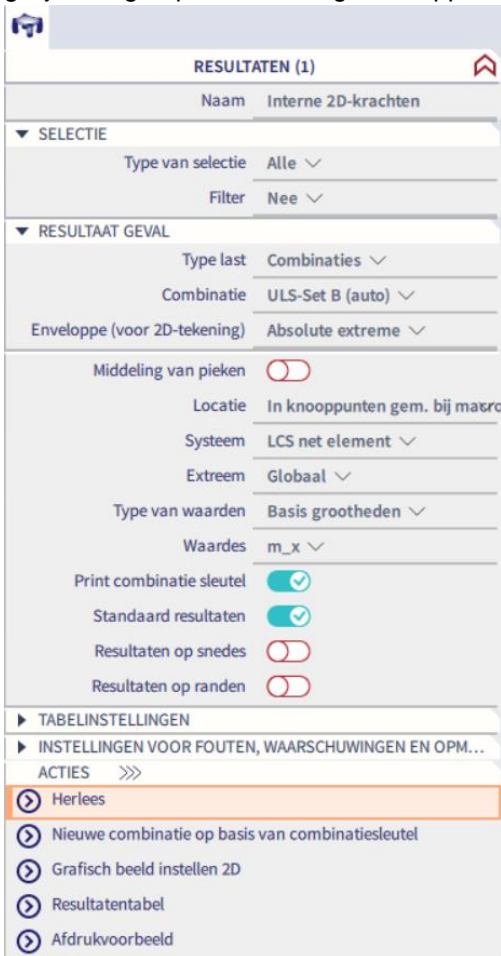 RESULTATEN (1)
Naam Interne 2D-krachten
SELECTIE
Type van selectie Alle
Filter Nee
RESULTAAT GEVAL
Type last Combinaties
Combinatie ULS-Set B (auto)
Enveloppe (voor 2D-tekening) Absolute extreme
Middeling van pieken
Locatie In knooppunten gem. bij macro
Systeem LCS net element
Extreem Globaal
Type van waarden Basis grootheden
Waardes m_x
Print combinatie sleutel
Standaard resultaten
Resultaten op snedes
Resultaten op randen
TABELINSTELLINGEN
INSTELLINGEN VOOR FOUTEN, WAARSCHUWINGEN EN OPM...
ACTIES >>>
Herlees
Nieuwe combinatie op basis van combinatiesleutel
Grafisch beeld instellen 2D
Resultatentabel
Afdrukvoorbeeld